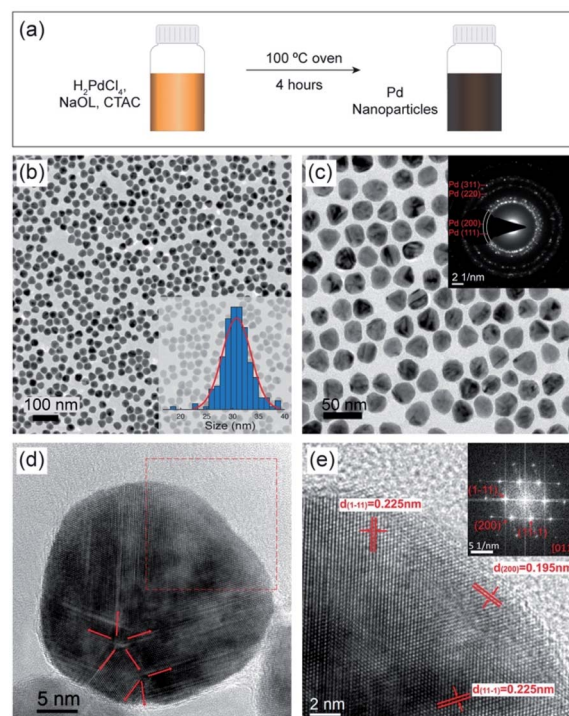 (a)
100 ºC oven
4 hours
H₂PdCl₄,
NaOL, CTAC
Pd
Nanoparticles
(b)
100 nm
20 25 30 35 40
Size (nm)
(c)
Pd (311)
Pd (220)
Pd (200)
Pd (111)
2 1/nm
50 nm
(d)
5 nm
(e)
d(1-11)=0.225nm
(1-11)
(200)
5 1/nm
d(200)=0.195nm
d(11-1)=0.225nm
2 nm